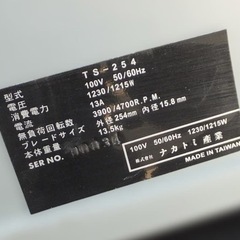 型式 TS-254
電圧 100V 50/60Hz
消費電力 1230/1215W
電流 13A
無負荷回転数 3900/4700R.P.M.
ブレードサイズ 外径254mm 内径15.8mm
本体重量 13.5kg
SER NO.
100V 50/60Hz 1230/1215W
ナカトミ産業
MADE IN TAIWAN